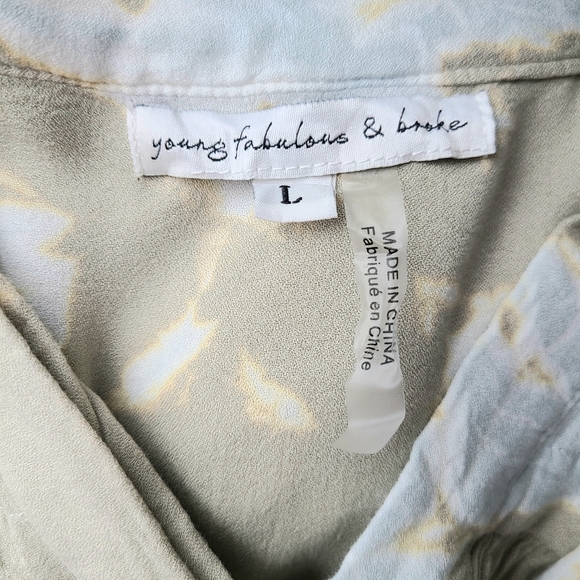 young fabulous & broke
L
MADE IN CHINA
Fabriqué en Chine